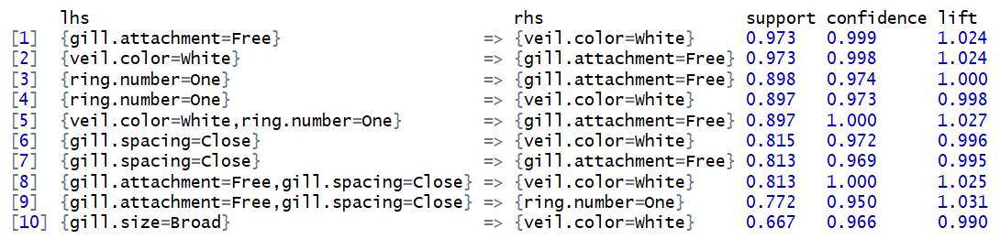 lhs rhs support confidence lift
[1] {gill.attachment=Free} => {veil.color=White} 0.973 0.999 1.024
[2] {veil.color=White} => {gill.attachment=Free} 0.973 0.998 1.024
[3] {ring.number=One} => {gill.attachment=Free} 0.898 0.974 1.000
[4] {ring.number=One} => {veil.color=White} 0.897 0.973 0.998
[5] {veil.color=White,ring.number=One} => {gill.attachment=Free} 0.897 1.000 1.027
[6] {gill.spacing=Close} => {veil.color=White} 0.815 0.972 0.996
[7] {gill.spacing=Close} => {gill.attachment=Free} 0.813 0.969 0.995
[8] {gill.attachment=Free,gill.spacing=Close} => {veil.color=White} 0.813 1.000 1.025
[9] {gill.attachment=Free,gill.spacing=Close} => {ring.number=One} 0.772 0.950 1.031
[10] {gill.size=Broad} => {veil.color=White} 0.667 0.966 0.990